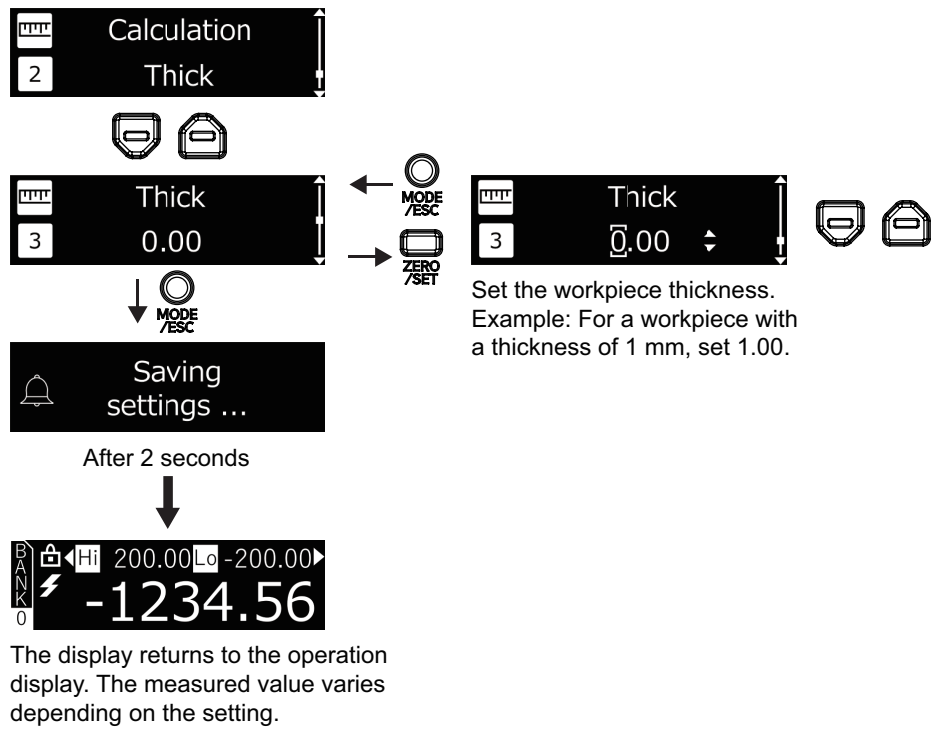 Calculation
2
Thick
Thick
3
0.00
MODE
/ESC
ZERO
/SET
Thick
3
0.00
Set the workpiece thickness.
Example: For a workpiece with
a thickness of 1 mm, set 1.00.
MODE
/ESC
Saving
settings ...
After 2 seconds
BANK
0
Hi 200.00 Lo -200.00
-1234.56
The display returns to the operation
display. The measured value varies
depending on the setting.